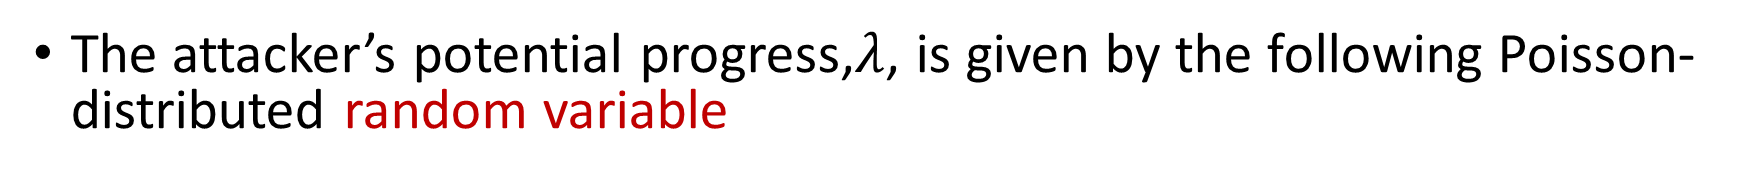 • The attacker’s potential progress,𝜆, is given by the following Poisson-
distributed random variable